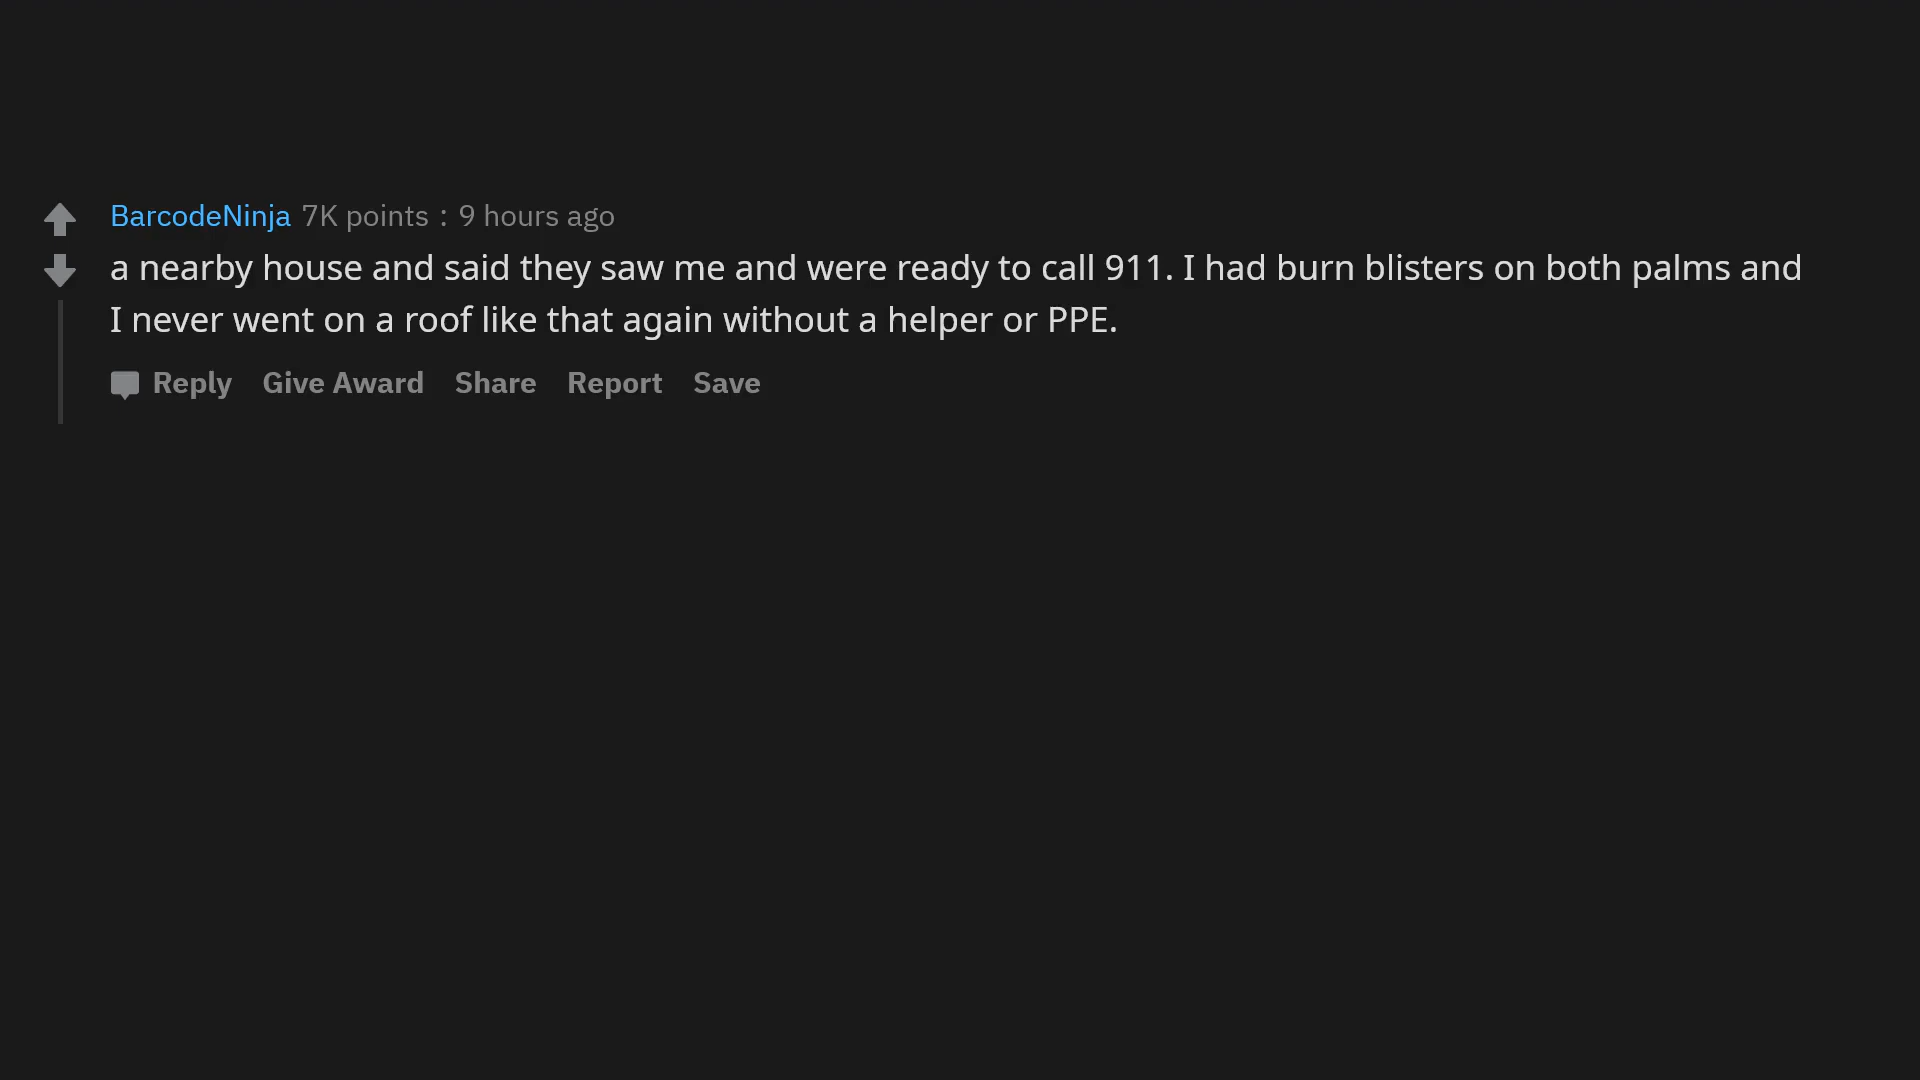 BarcodeNinja 7K points : 9 hours ago
a nearby house and said they saw me and were ready to call 911. I had burn blisters on both palms and
I never went on a roof like that again without a helper or PPE.
Reply Give Award Share Report Save